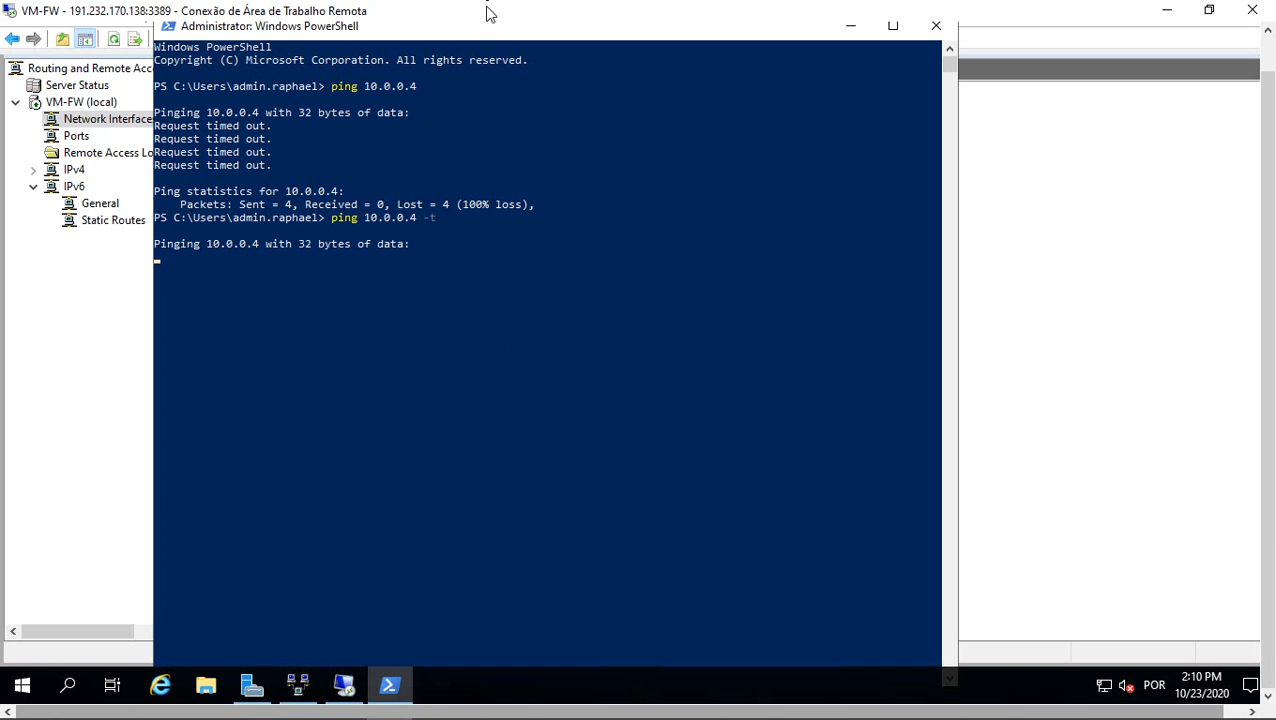 VM-FW - 191.232.170.138:3389 - Conexão de Área de Trabalho Remota
Administrator: Windows PowerShell
Routing and Remote Acc
Server Status
VM-FW (local)
Network Interface
Ports
Remote Access Lo
IPv4
IPv6
General
Static Routes
Windows PowerShell
Copyright (C) Microsoft Corporation. All rights reserved.
PS C:\Users\admin.raphael> ping 10.0.0.4
Pinging 10.0.0.4 with 32 bytes of data:
Request timed out.
Request timed out.
Request timed out.
Request timed out.
Ping statistics for 10.0.0.4:
Packets: Sent = 4, Received = 0, Lost = 4 (100% loss),
PS C:\Users\admin.raphael> ping 10.0.0.4 -t
Pinging 10.0.0.4 with 32 bytes of data:
POR
2:10 PM
10/23/2020